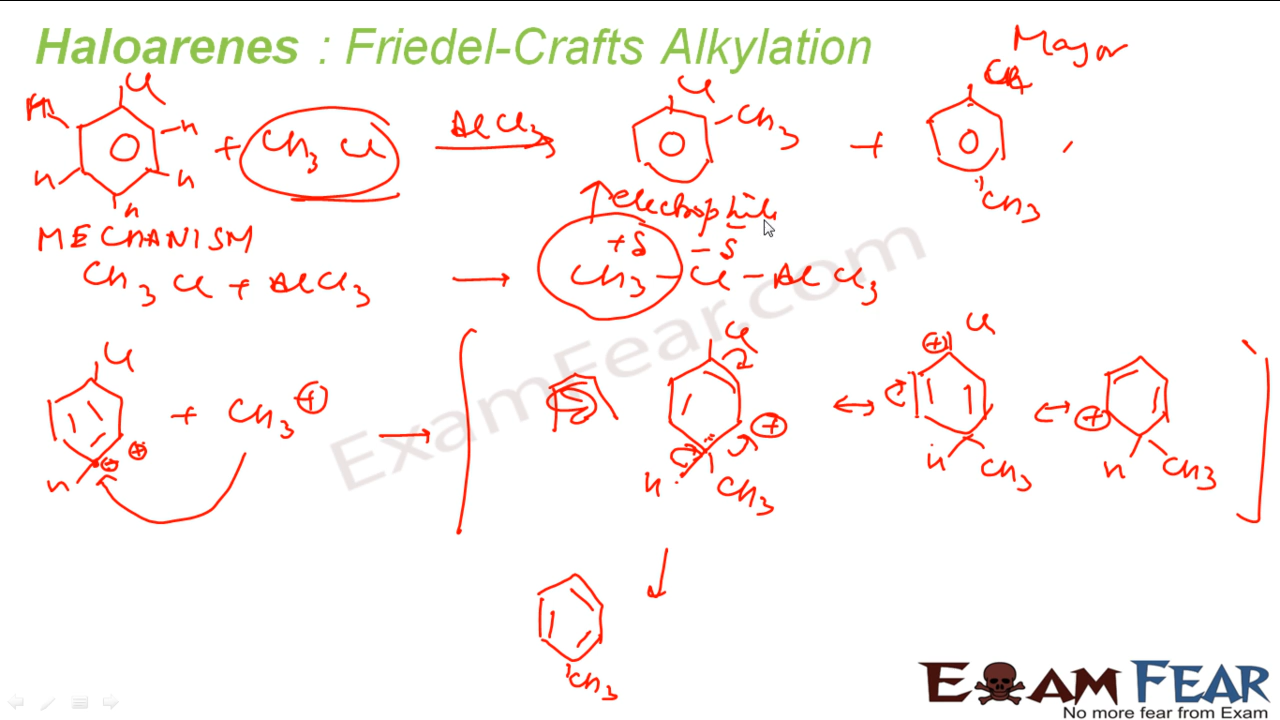 Haloarenes : Friedel-Crafts Alkylation
Major
Cl Cl
H H H H H + CH3 Cl AlCl3 CH3 + CH3
electrophile
MECHANISM
+δ -δ
CH3 Cl + AlCl3 → CH3 - Cl - AlCl3
Cl Cl Cl
H + CH3 + → H CH3 + ↔ + H CH3 ↔ + H CH3
CH3
ExamFear.com
EXAM FEAR
No more fear from Exam